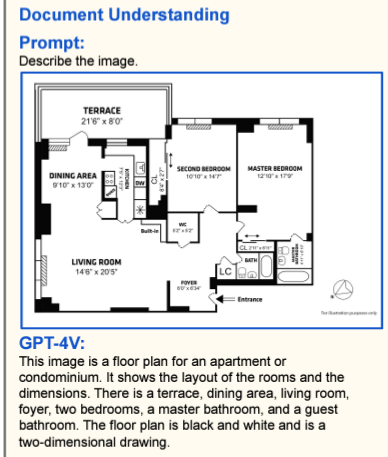 Document Understanding
Prompt:
Describe the image.
TERRACE
21'6" x 8'0"
DINING AREA
9'10" x 13'0"
KITCHEN
DW
CL
SECOND BEDROOM
10'10" x 14'7"
MASTER BEDROOM
12'10" x 17'9"
Built-in
WC
LIVING ROOM
14'6" x 20'5"
CL
BATH
LC
FOYER
Entrance
For illustration purposes only
GPT-4V:
This image is a floor plan for an apartment or
condominium. It shows the layout of the rooms and the
dimensions. There is a terrace, dining area, living room,
foyer, two bedrooms, a master bathroom, and a guest
bathroom. The floor plan is black and white and is a
two-dimensional drawing.